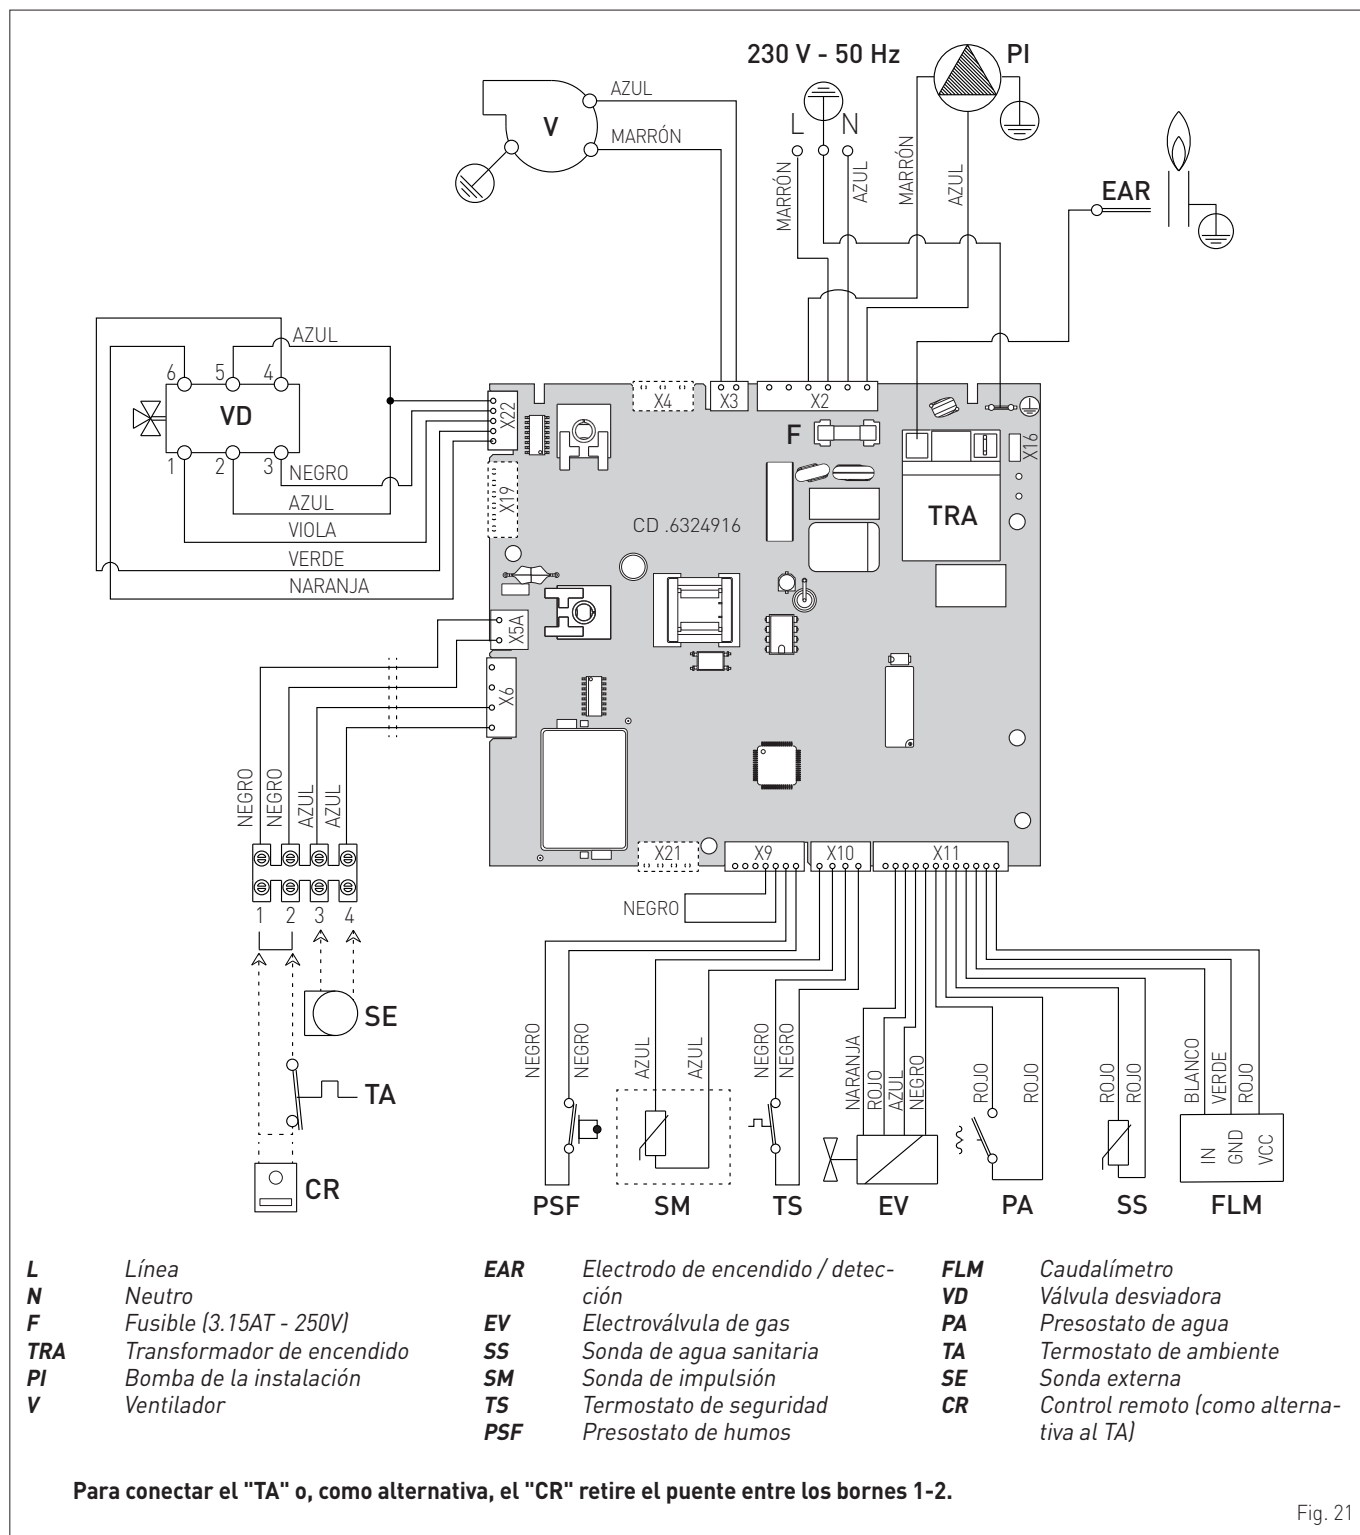 230 V - 50 Hz
PI
AZUL
V
MARRÓN
L
N
MARRÓN
AZUL
MARRÓN
AZUL
EAR
AZUL
6
5
4
VD
1
2
3
NEGRO
AZUL
VIOLA
VERDE
NARANJA
X4
X3
X2
X22
F
X16
X19
CD .6324916
TRA
X5A
X6
NEGRO
NEGRO
AZUL
AZUL
X21
X9
X10
X11
1
2
3
4
NEGRO
SE
TA
CR
NEGRO
NEGRO
AZUL
AZUL
NEGRO
NEGRO
NARANJA
ROJO
AZUL
NEGRO
ROJO
ROJO
ROJO
ROJO
BLANCO
VERDE
ROJO
IN
GND
VCC
PSF
SM
TS
EV
PA
SS
FLM
L Línea
N Neutro
F Fusible (3.15AT - 250V)
TRA Transformador de encendido
PI Bomba de la instalación
V Ventilador
EAR Electrodo de encendido / detec-
ción
EV Electroválvula de gas
SS Sonda de agua sanitaria
SM Sonda de impulsión
TS Termostato de seguridad
PSF Presostato de humos
FLM Caudalímetro
VD Válvula desviadora
PA Presostato de agua
TA Termostato de ambiente
SE Sonda externa
CR Control remoto (como alterna-
tiva al TA)
Para conectar el "TA" o, como alternativa, el "CR" retire el puente entre los bornes 1-2.
Fig. 21